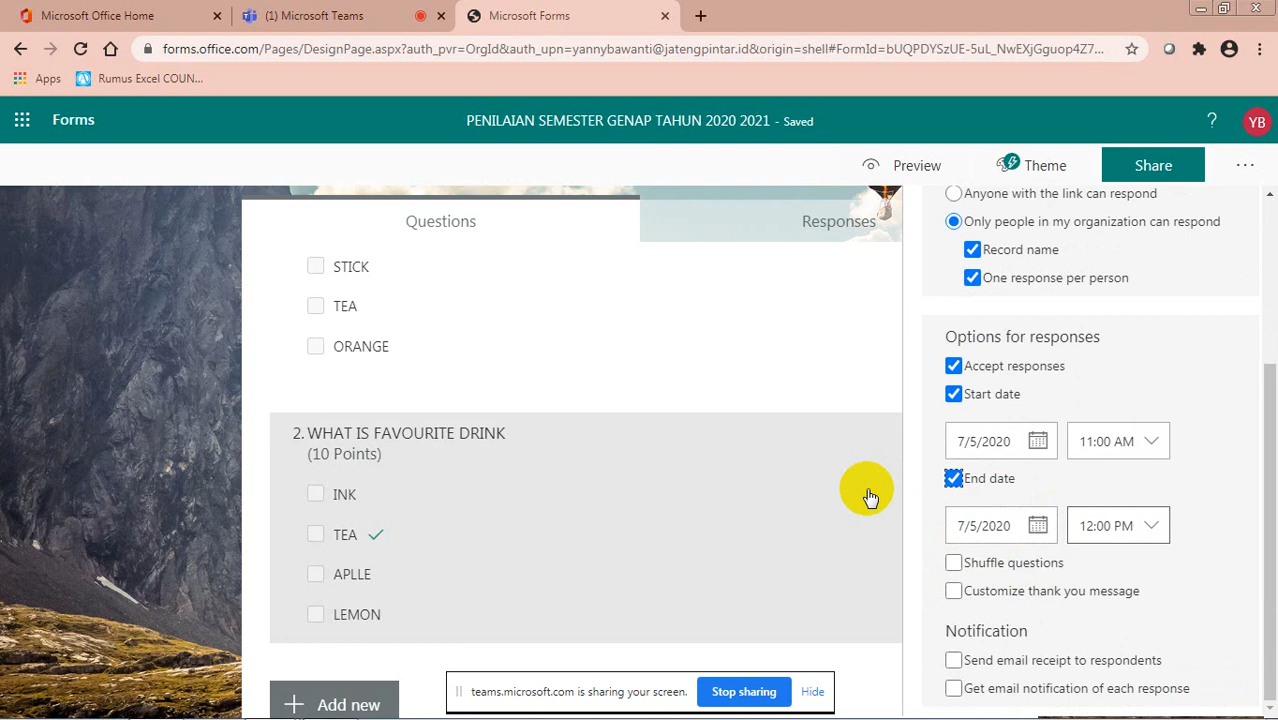 Microsoft Office Home
(1) Microsoft Teams
Microsoft Forms
forms.office.com/Pages/DesignPage.aspx?auth_pvr=OrgId&auth_upn=yannybawanti@jatengpintar.id&origin=shell#FormId=bUQPDYSzUE-5uL_NwEXjGguop4Z7...
Apps
Rumus Excel COUN...
Forms
PENILAIAN SEMESTER GENAP TAHUN 2020 2021 - Saved
?
YB
Preview
Theme
Share
...
Questions
Responses
STICK
TEA
ORANGE
2. WHAT IS FAVOURITE DRINK
(10 Points)
INK
TEA
APLLE
LEMON
Add new
Anyone with the link can respond
Only people in my organization can respond
Record name
One response per person
Options for responses
Accept responses
Start date
7/5/2020
11:00 AM
End date
7/5/2020
12:00 PM
Shuffle questions
Customize thank you message
Notification
Send email receipt to respondents
Get email notification of each response
teams.microsoft.com is sharing your screen.
Stop sharing
Hide